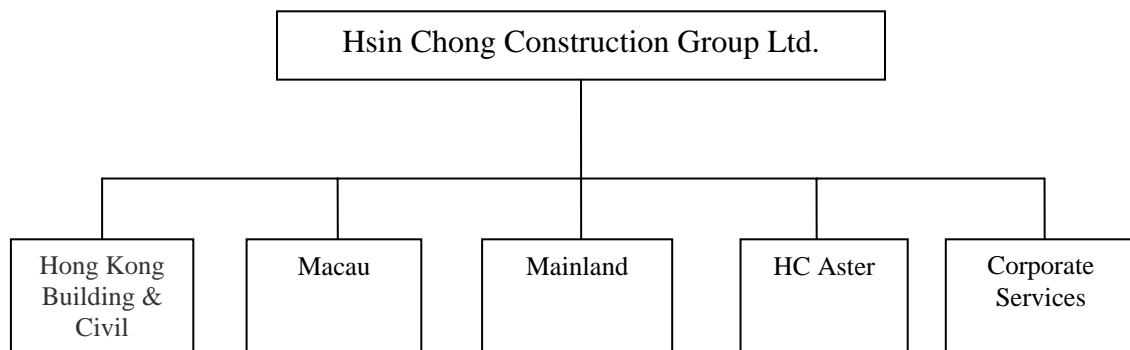 Hsin Chong Construction Group Ltd.
Hong Kong
Building &
Civil
Macau
Mainland
HC Aster
Corporate
Services